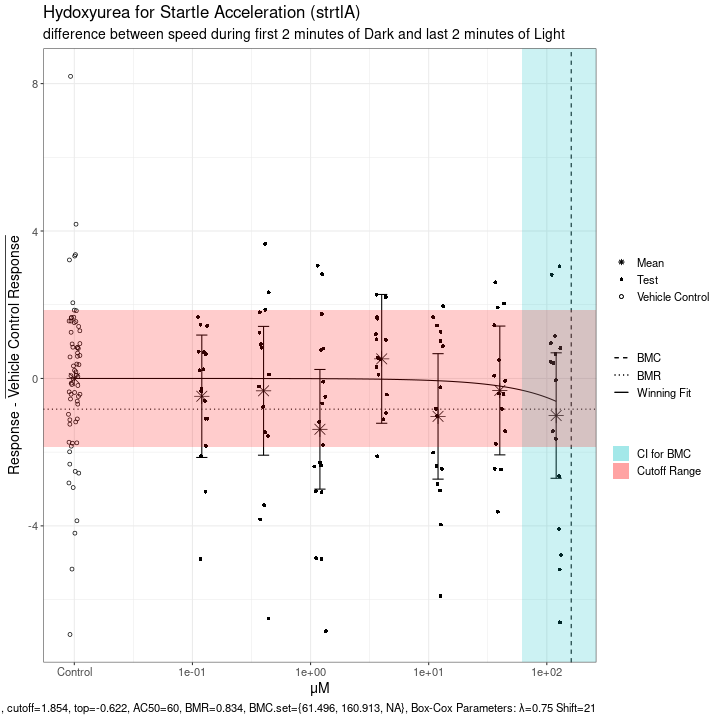 Hydoxyurea for Startle Acceleration (strtlA)
difference between speed during first 2 minutes of Dark and last 2 minutes of Light
Response - Vehicle Control Response
8
4
0
-4
Control
1e-01
1e+00
1e+01
1e+02
μM
Mean
Test
Vehicle Control
BMC
BMR
Winning Fit
CI for BMC
Cutoff Range
, cutoff=1.854, top=-0.622, AC50=60, BMR=0.834, BMC.set={61.496, 160.913, NA}, Box-Cox Parameters: λ=0.75 Shift=21